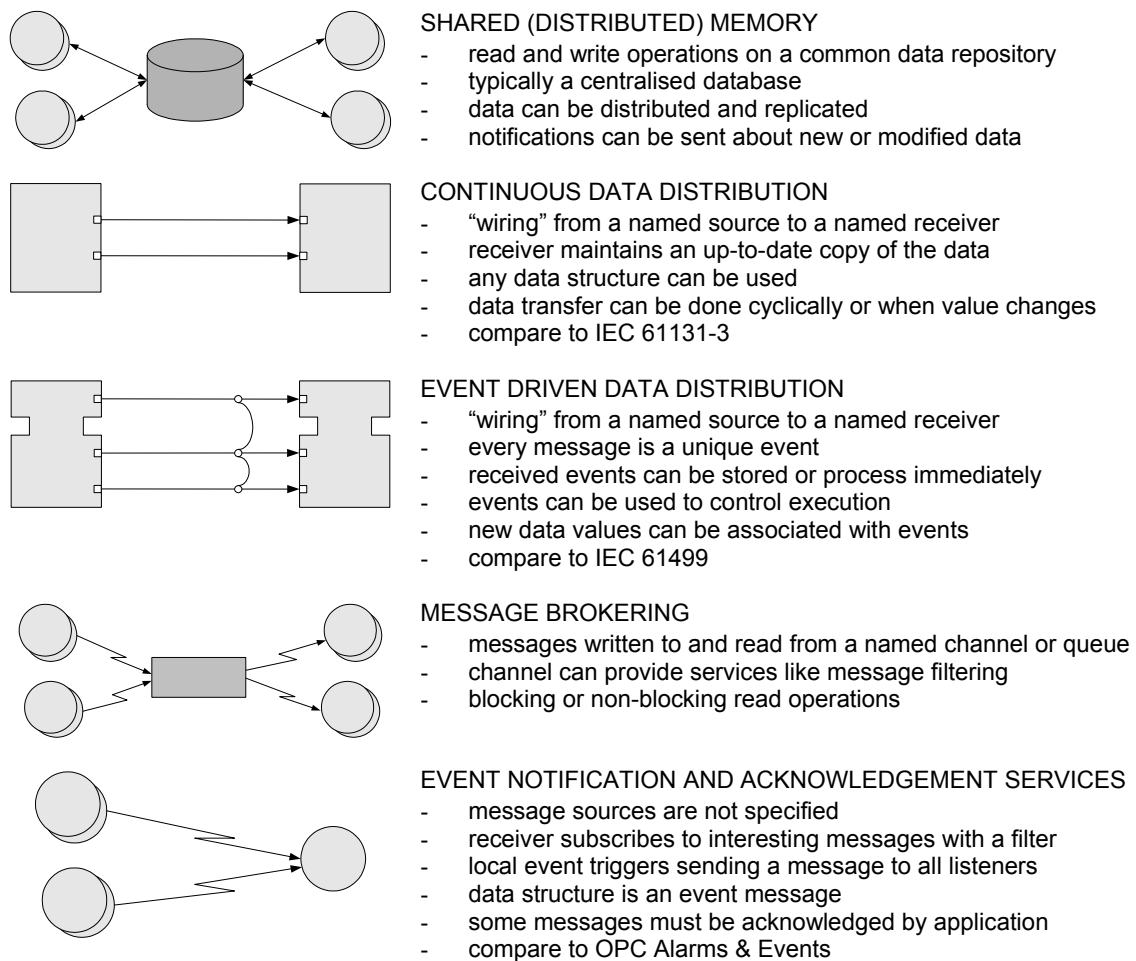 SHARED (DISTRIBUTED) MEMORY
- read and write operations on a common data repository
- typically a centralised database
- data can be distributed and replicated
- notifications can be sent about new or modified data
CONTINUOUS DATA DISTRIBUTION
- “wiring” from a named source to a named receiver
- receiver maintains an up-to-date copy of the data
- any data structure can be used
- data transfer can be done cyclically or when value changes
- compare to IEC 61131-3
EVENT DRIVEN DATA DISTRIBUTION
- “wiring” from a named source to a named receiver
- every message is a unique event
- received events can be stored or process immediately
- events can be used to control execution
- new data values can be associated with events
- compare to IEC 61499
MESSAGE BROKERING
- messages written to and read from a named channel or queue
- channel can provide services like message filtering
- blocking or non-blocking read operations
EVENT NOTIFICATION AND ACKNOWLEDGEMENT SERVICES
- message sources are not specified
- receiver subscribes to interesting messages with a filter
- local event triggers sending a message to all listeners
- data structure is an event message
- some messages must be acknowledged by application
- compare to OPC Alarms & Events